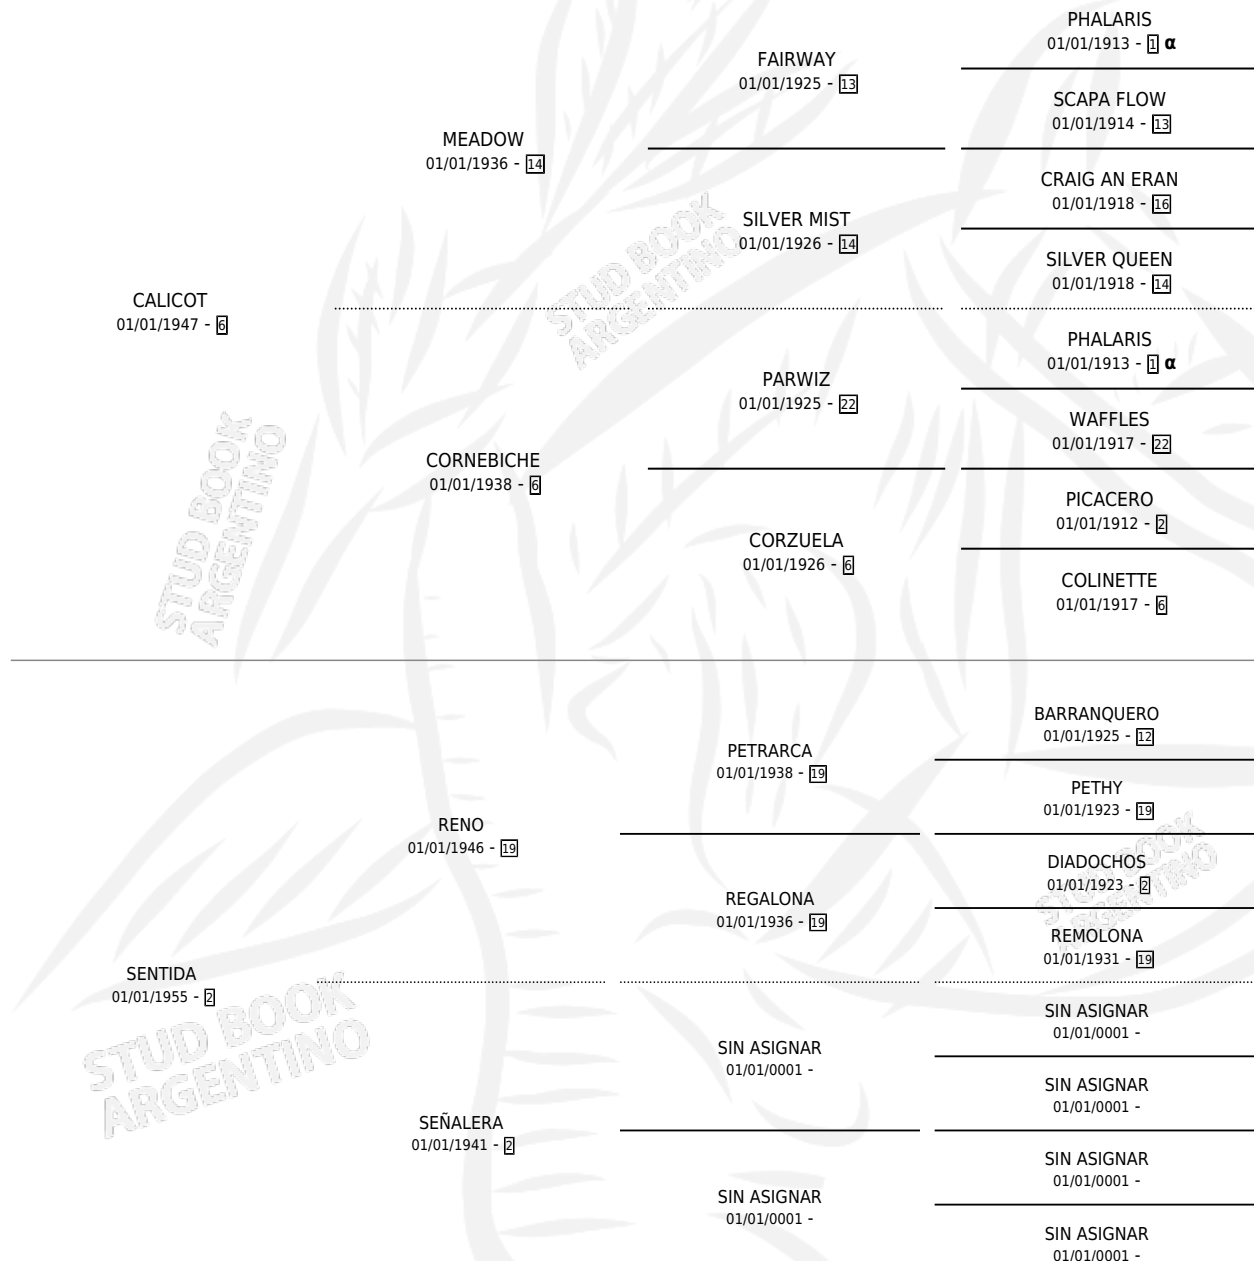 PHALARIS
01/01/1913 - 1 α
FAIRWAY
01/01/1925 - 13
SCAPA FLOW
01/01/1914 - 13
MEADOW
01/01/1936 - 14
CRAIG AN ERAN
01/01/1918 - 16
SILVER MIST
01/01/1926 - 14
SILVER QUEEN
01/01/1918 - 14
STUD BOOK
ARGENTINO
CALICOT
01/01/1947 - 6
PHALARIS
01/01/1913 - 1 α
PARWIZ
01/01/1925 - 22
WAFFLES
01/01/1917 - 22
CORNEBICHE
01/01/1938 - 6
PICACERO
01/01/1912 - 2
CORZUELA
01/01/1926 - 6
COLINETTE
01/01/1917 - 6
STUD BOOK
ARGENTINO
BARRANQUERO
01/01/1925 - 12
PETRARCA
01/01/1938 - 19
PETHY
01/01/1923 - 19
RENO
01/01/1946 - 19
DIADOCHOS
01/01/1923 - 2
REGALONA
01/01/1936 - 19
REMOLONA
01/01/1931 - 19
STUD BOOK
ARGENTINO
SENTIDA
01/01/1955 - 2
SIN ASIGNAR
01/01/0001 -
SIN ASIGNAR
01/01/0001 -
SIN ASIGNAR
01/01/0001 -
STUD BOOK
ARGENTINO
SEÑALERA
01/01/1941 - 2
SIN ASIGNAR
01/01/0001 -
SIN ASIGNAR
01/01/0001 -
SIN ASIGNAR
01/01/0001 -